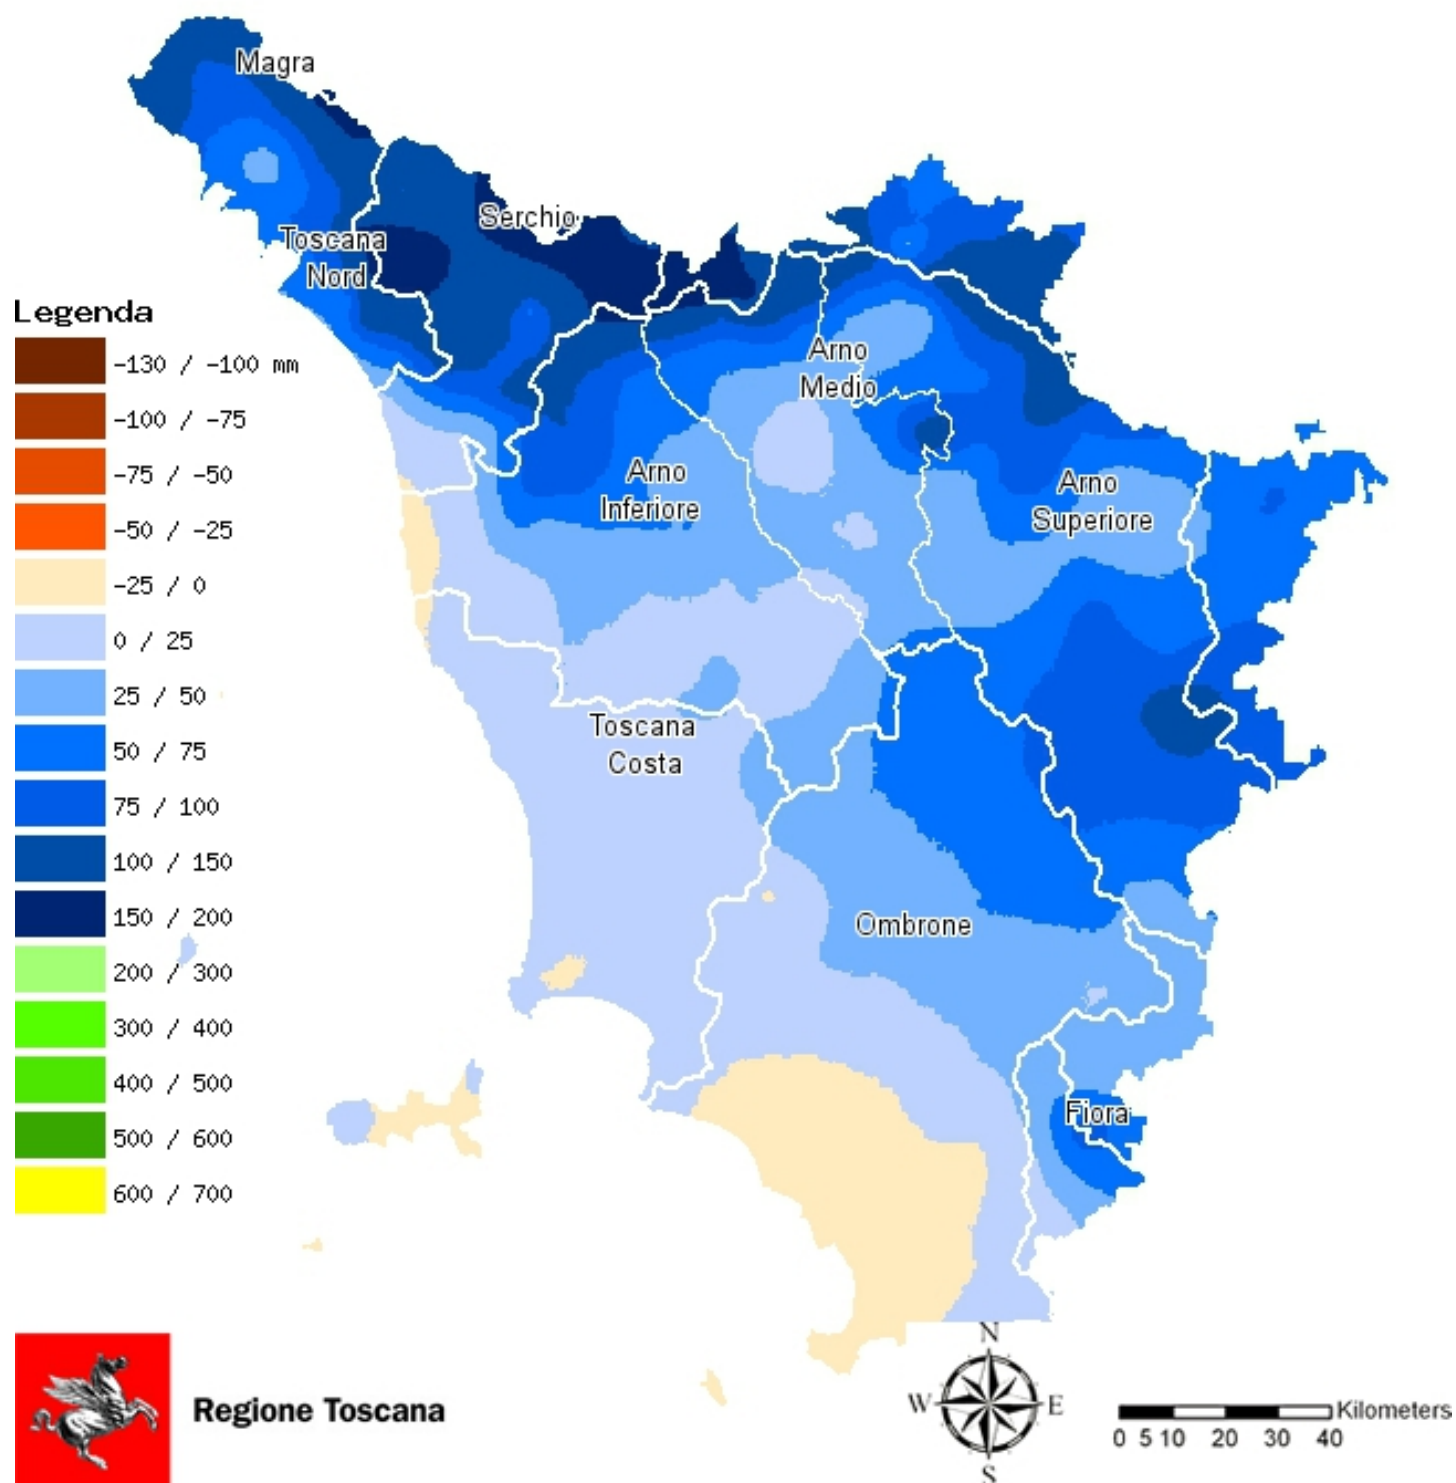 Magra
Serchio
Toscana
Nord
Legenda
-130 / -100 mm
-100 / -75
-75 / -50
-50 / -25
-25 / 0
0 / 25
25 / 50
50 / 75
75 / 100
100 / 150
150 / 200
200 / 300
300 / 400
400 / 500
500 / 600
600 / 700
Arno
Medio
Arno
Inferiore
Arno
Superiore
Toscana
Costa
Ombrone
Fiora
Regione Toscana
N
W
E
S
Kilometers
0 5 10 20 30 40